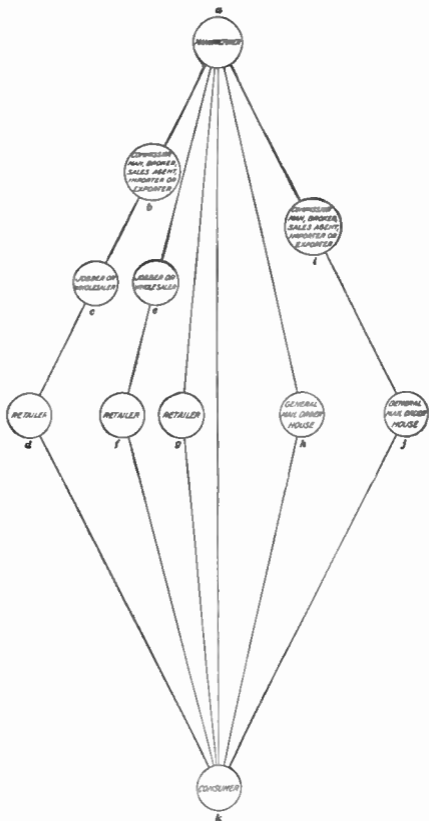 a
MANUFACTURER
COMMISSION
MAN, BROKER,
SALES AGENT,
IMPORTER OR
EXPORTER
b
COMMISSION
MAN, BROKER,
SALES AGENT,
IMPORTER OR
EXPORTER
i
JOBBER OR
WHOLESALER
c
JOBBER OR
WHOLESALER
e
RETAILER
d
RETAILER
f
RETAILER
g
GENERAL
MAIL ORDER
HOUSE
h
GENERAL
MAIL ORDER
HOUSE
j
CONSUMER
k